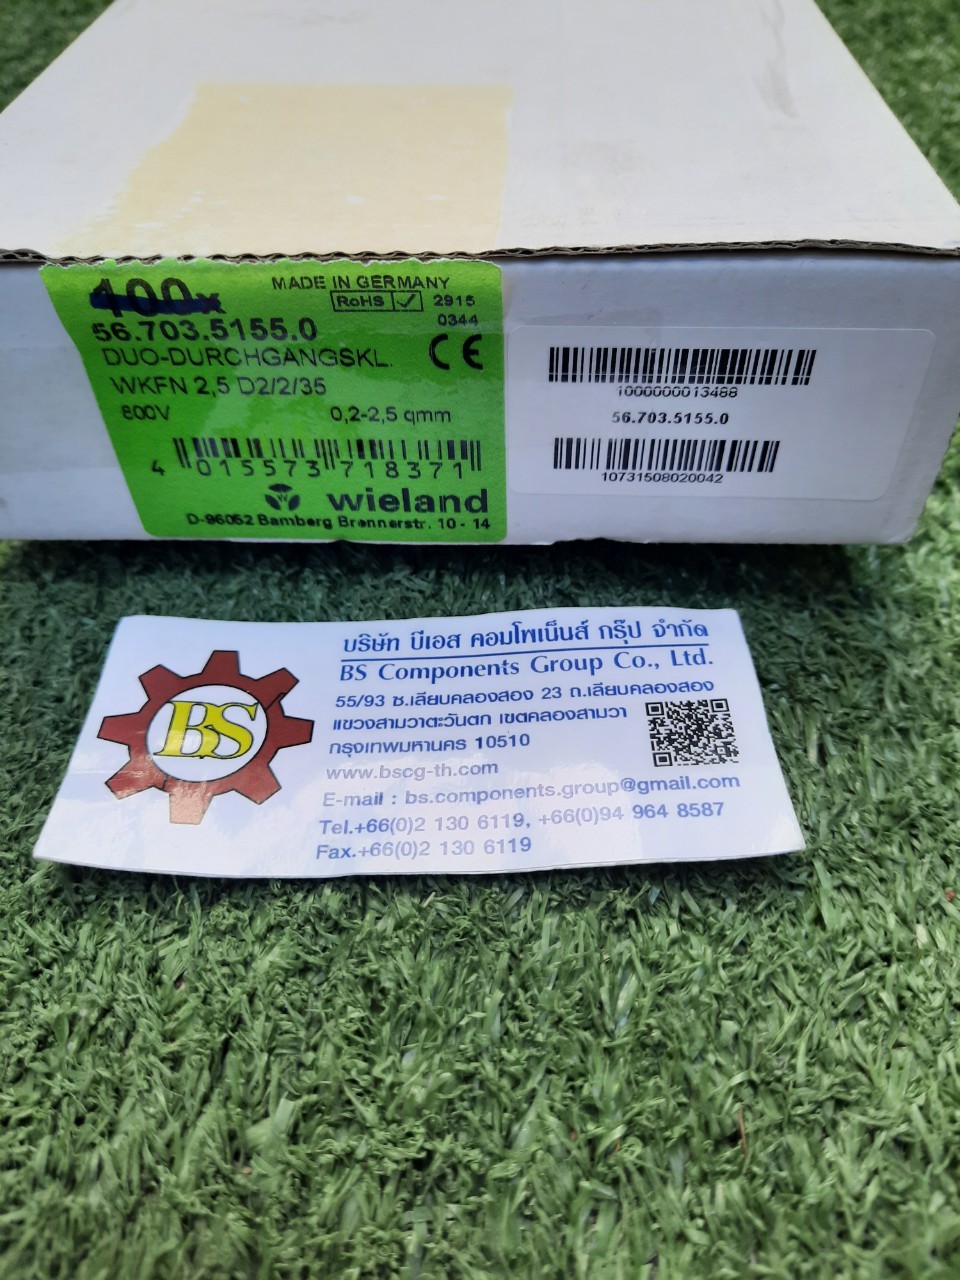 100x
MADE IN GERMANY
RoHS ✓ 2915
0344
56.703.5155.0
CE
DUO-DURCHGANGSKL.
WKFN 2,5 D2/2/35
800V 0,2-2,5 qmm
4 015573 718371
wieland
D-96052 Bamberg Brennerstr. 10 - 14
1000000013488
56.703.5155.0
10731508020042
BS
บริษัท บีเอส คอมโพเน็นส์ กรุ๊ป จำกัด
BS Components Group Co., Ltd.
55/93 ซ.เลียบคลองสอง 23 ถ.เลียบคลองสอง
แขวงสามวาตะวันตก เขตคลองสามวา
กรุงเทพมหานคร 10510
www.bscg-th.com
E-mail : bs.components.group@gmail.com
Tel.+66(0)2 130 6119, +66(0)94 964 8587
Fax.+66(0)2 130 6119